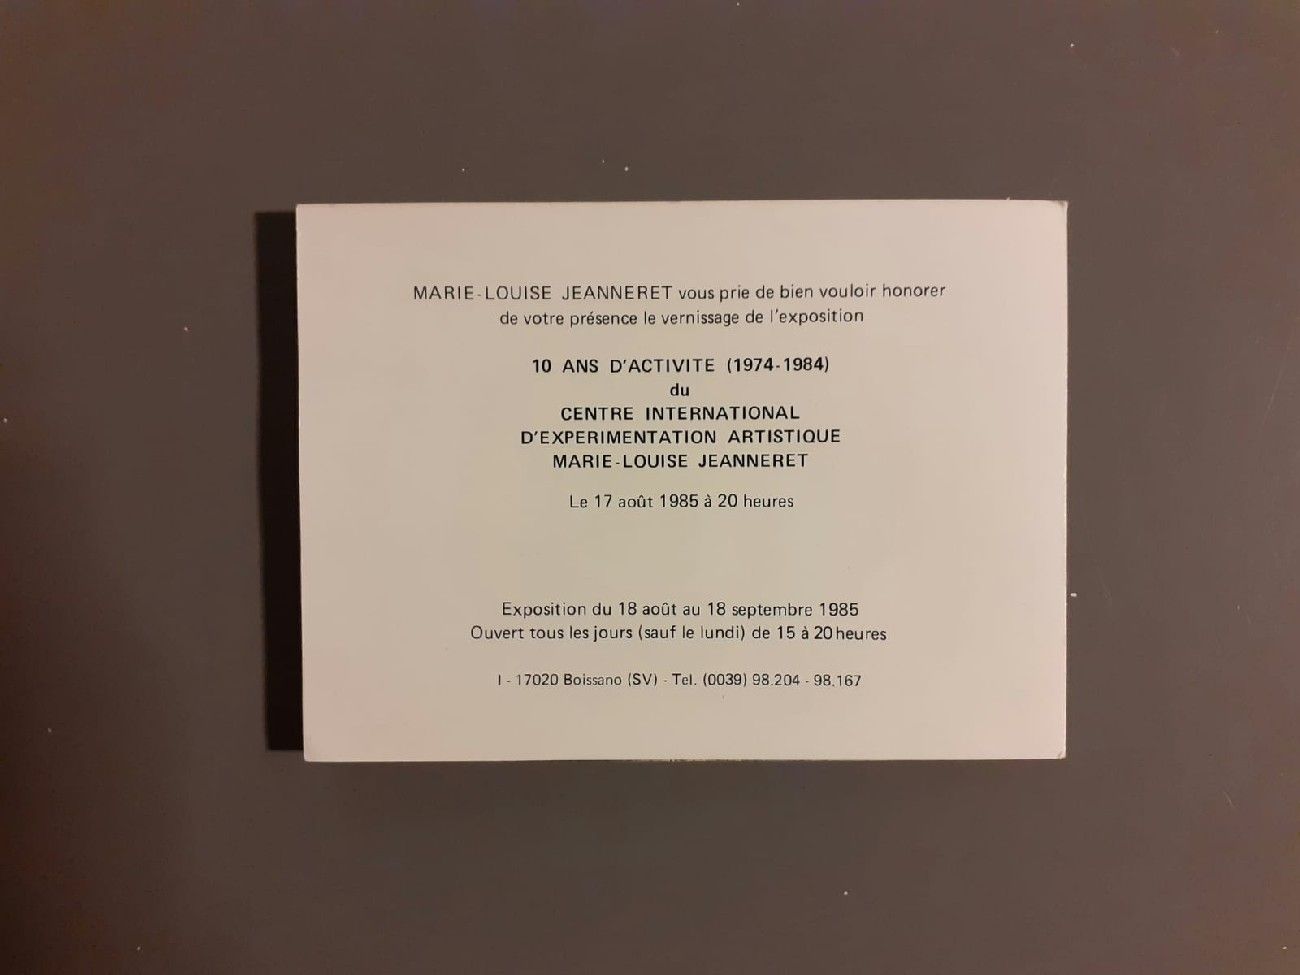 MARIE-LOUISE JEANNERET vous prie de bien vouloir honorer
de votre présence le vernissage de l'exposition
10 ANS D'ACTIVITE (1974-1984)
du
CENTRE INTERNATIONAL
D'EXPERIMENTATION ARTISTIQUE
MARIE-LOUISE JEANNERET
Le 17 août 1985 à 20 heures
Exposition du 18 août au 18 septembre 1985
Ouvert tous les jours (sauf le lundi) de 15 à 20 heures
I - 17020 Boissano (SV) - Tel. (0039) 98.204 - 98.167